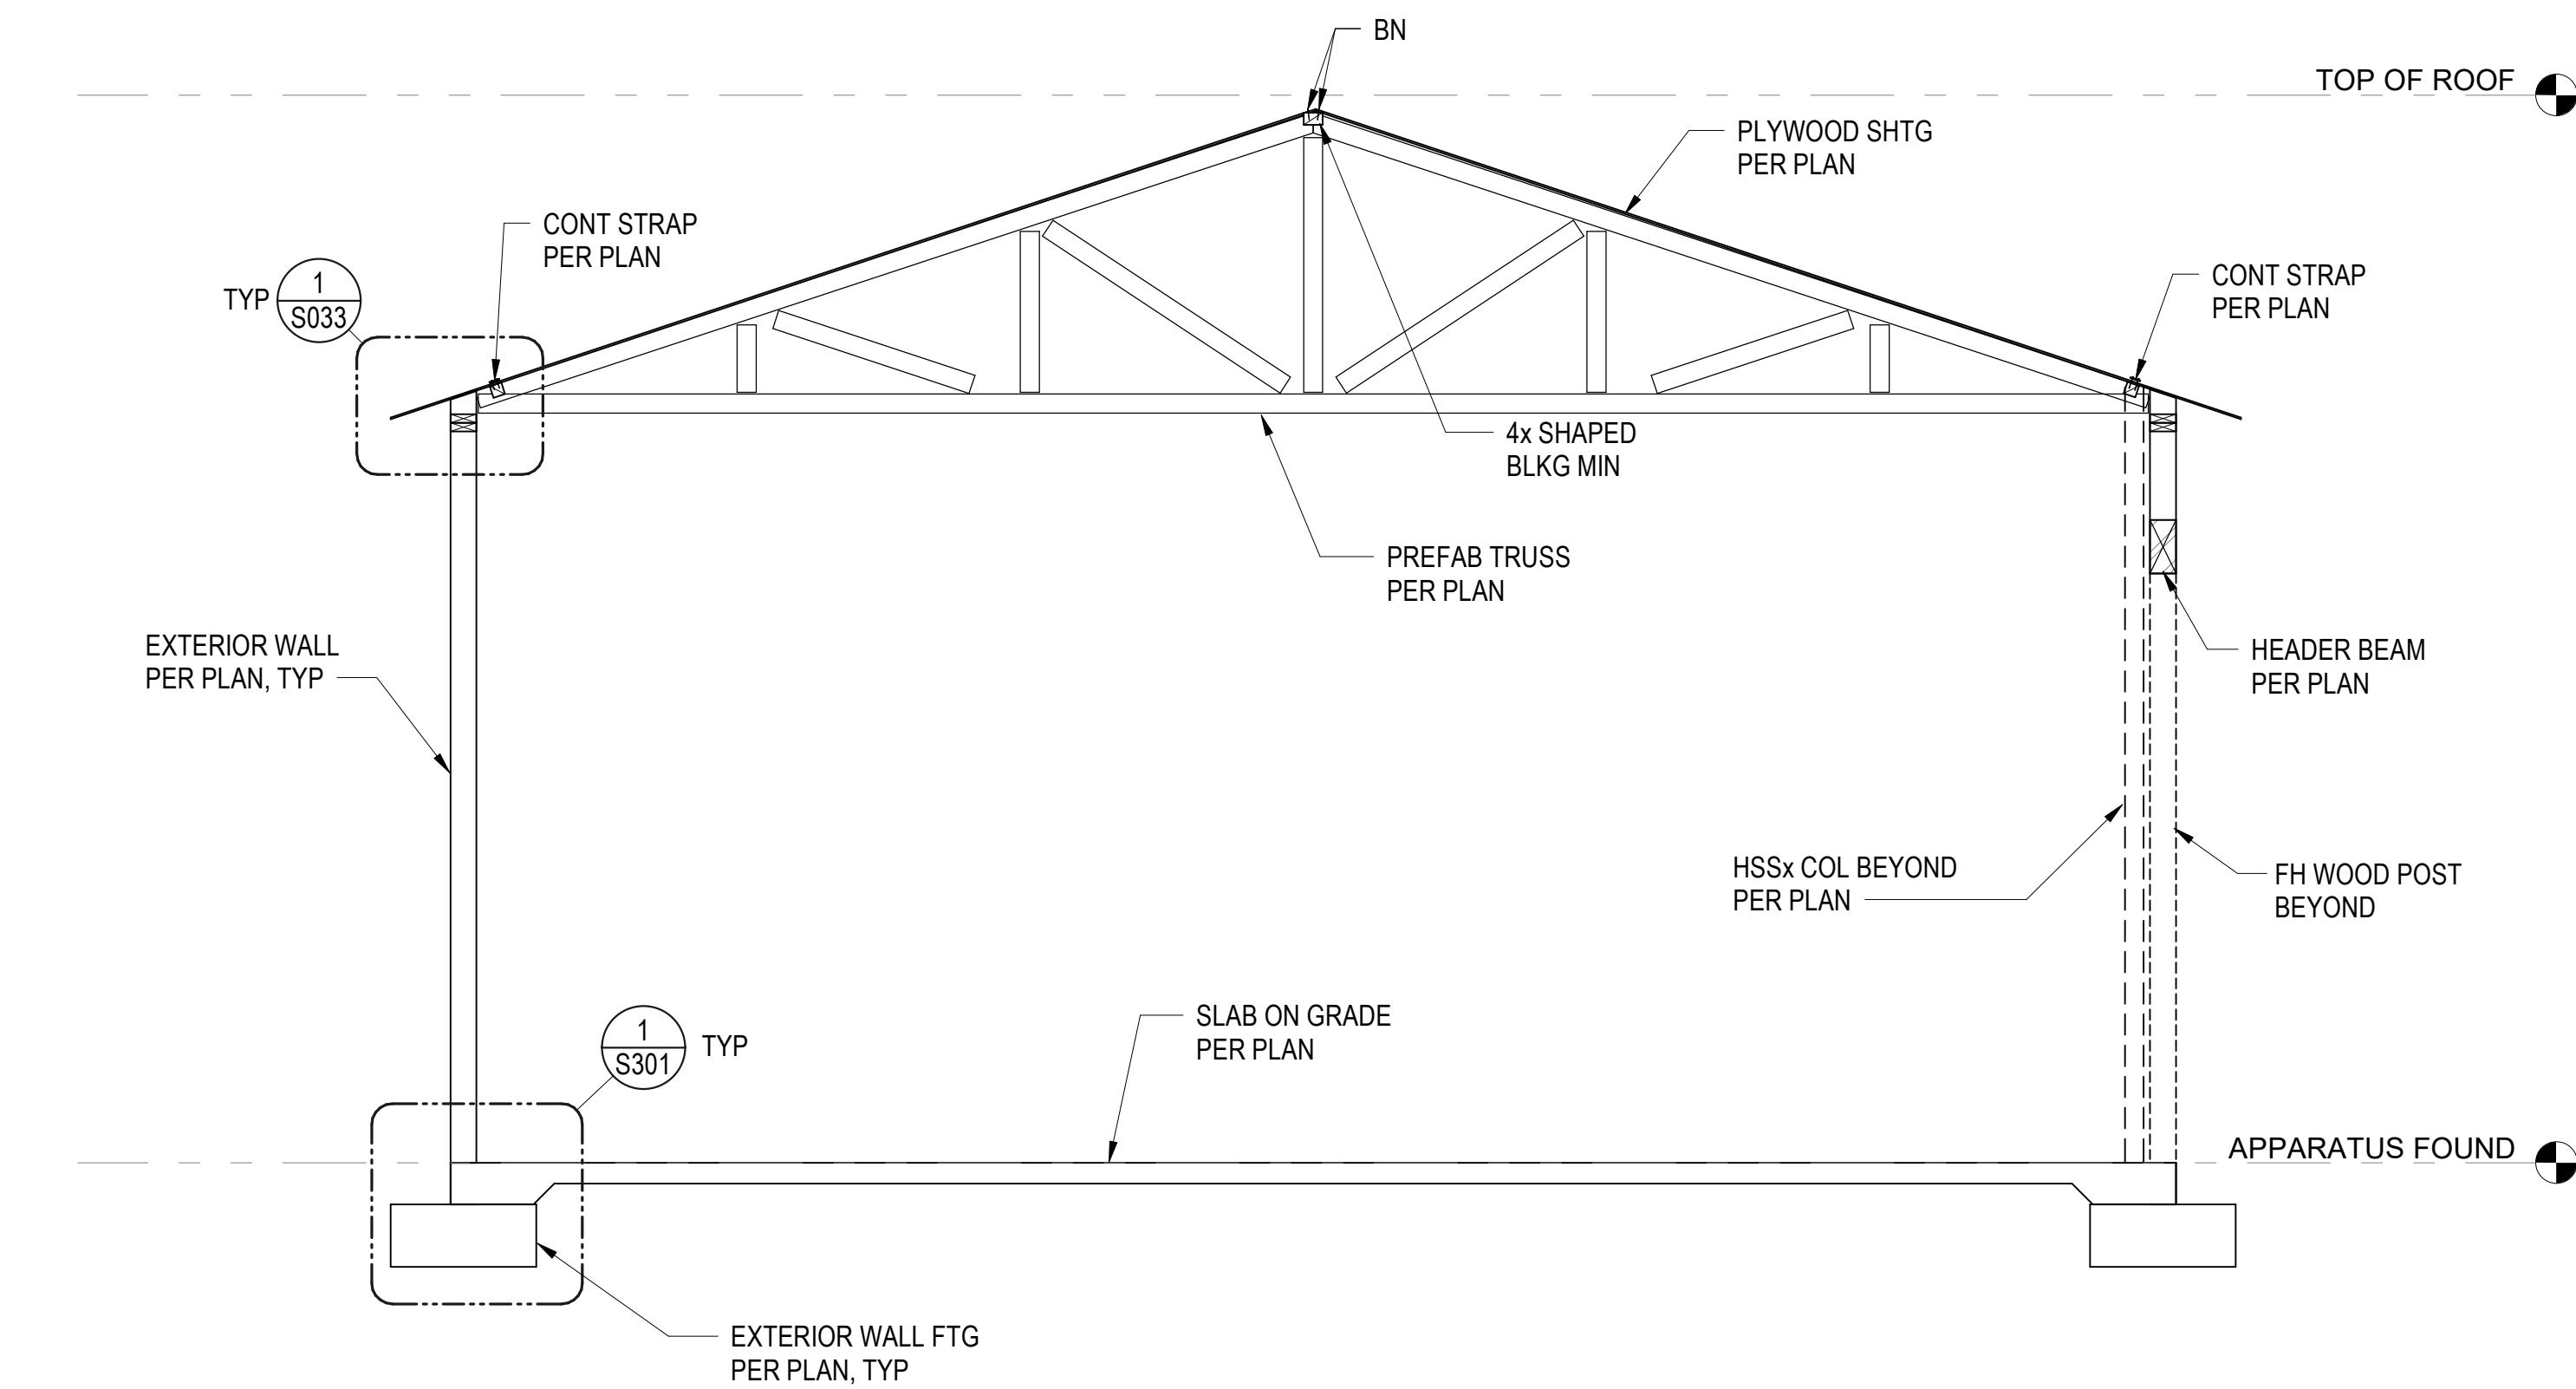 BN
TOP OF ROOF
PLYWOOD SHTG
PER PLAN
CONT STRAP
PER PLAN
TYP
1
S033
CONT STRAP
PER PLAN
4x SHAPED
BLKG MIN
PREFAB TRUSS
PER PLAN
EXTERIOR WALL
PER PLAN, TYP
HEADER BEAM
PER PLAN
HSSx COL BEYOND
PER PLAN
FH WOOD POST
BEYOND
1
S301
TYP
SLAB ON GRADE
PER PLAN
APPARATUS FOUND
EXTERIOR WALL FTG
PER PLAN, TYP